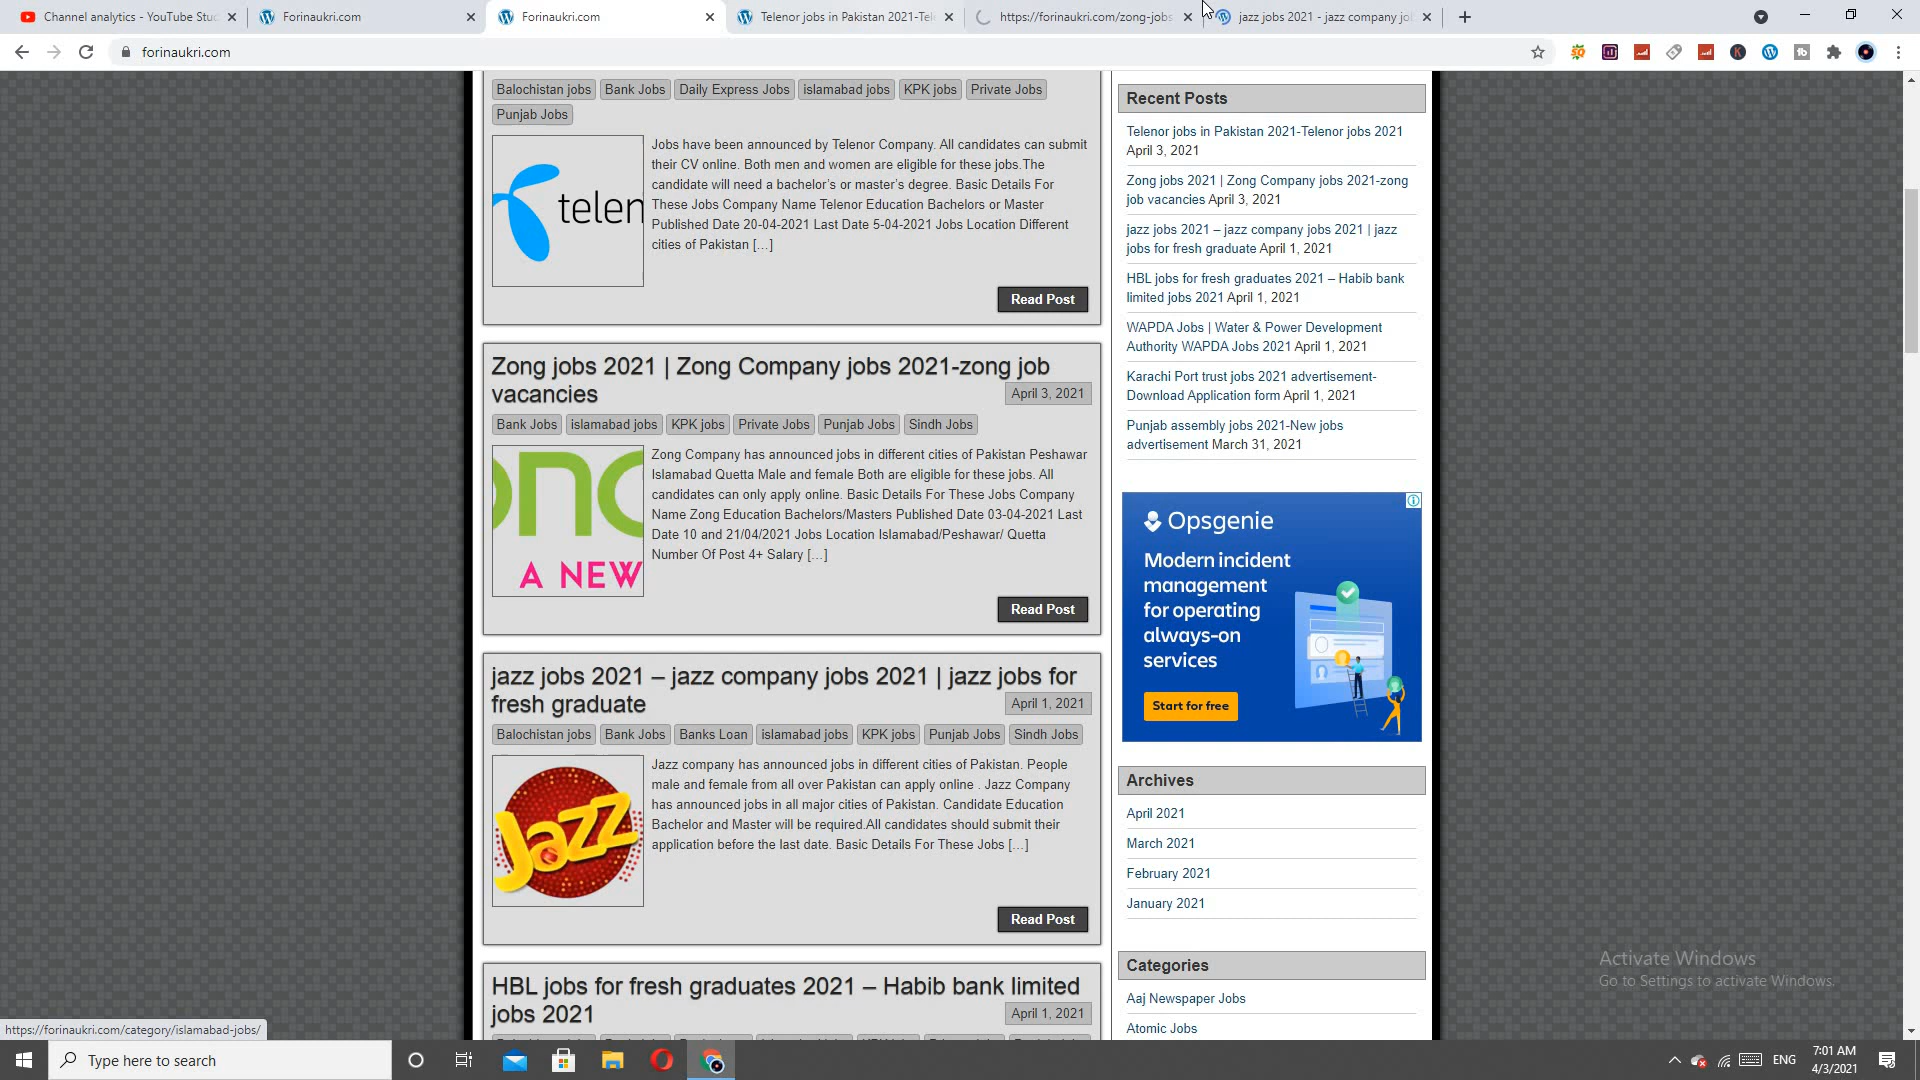 Channel analytics - YouTube Stud
Forinaukri.com
Forinaukri.com
Telenor jobs in Pakistan 2021-Tele
https://forinaukri.com/zong-jobs
jazz jobs 2021 - jazz company job
forinaukri.com
Balochistan jobs
Bank Jobs
Daily Express Jobs
islamabad jobs
KPK jobs
Private Jobs
Punjab Jobs
telen
Jobs have been announced by Telenor Company. All candidates can submit
their CV online. Both men and women are eligible for these jobs.The
candidate will need a bachelor's or master's degree. Basic Details For
These Jobs Company Name Telenor Education Bachelors or Master
Published Date 20-04-2021 Last Date 5-04-2021 Jobs Location Different
cities of Pakistan […]
Read Post
Zong jobs 2021 | Zong Company jobs 2021-zong job
vacancies
April 3, 2021
Bank Jobs
islamabad jobs
KPK jobs
Private Jobs
Punjab Jobs
Sindh Jobs
ong
A NEW
Zong Company has announced jobs in different cities of Pakistan Peshawar
Islamabad Quetta Male and female Both are eligible for these jobs. All
candidates can only apply online. Basic Details For These Jobs Company
Name Zong Education Bachelors/Masters Published Date 03-04-2021 Last
Date 10 and 21/04/2021 Jobs Location Islamabad/Peshawar/ Quetta
Number Of Post 4+ Salary […]
Read Post
jazz jobs 2021 – jazz company jobs 2021 | jazz jobs for
fresh graduate
April 1, 2021
Balochistan jobs
Bank Jobs
Banks Loan
islamabad jobs
KPK jobs
Punjab Jobs
Sindh Jobs
Jazz
Jazz company has announced jobs in different cities of Pakistan. People
male and female from all over Pakistan can apply online . Jazz Company
has announced jobs in all major cities of Pakistan. Candidate Education
Bachelor and Master will be required.All candidates should submit their
application before the last date. Basic Details For These Jobs […]
Read Post
HBL jobs for fresh graduates 2021 – Habib bank limited
jobs 2021
April 1, 2021
Recent Posts
Telenor jobs in Pakistan 2021-Telenor jobs 2021
April 3, 2021
Zong jobs 2021 | Zong Company jobs 2021-zong
job vacancies April 3, 2021
jazz jobs 2021 – jazz company jobs 2021 | jazz
jobs for fresh graduate April 1, 2021
HBL jobs for fresh graduates 2021 – Habib bank
limited jobs 2021 April 1, 2021
WAPDA Jobs | Water & Power Development
Authority WAPDA Jobs 2021 April 1, 2021
Karachi Port trust jobs 2021 advertisement-
Download Application form April 1, 2021
Punjab assembly jobs 2021-New jobs
advertisement March 31, 2021
Opsgenie
Modern incident
management
for operating
always-on
services
Start for free
Archives
April 2021
March 2021
February 2021
January 2021
Categories
Aaj Newspaper Jobs
Atomic Jobs
Activate Windows
Go to Settings to activate Windows.
https://forinaukri.com/category/islamabad-jobs/
Type here to search
ENG
7:01 AM
4/3/2021